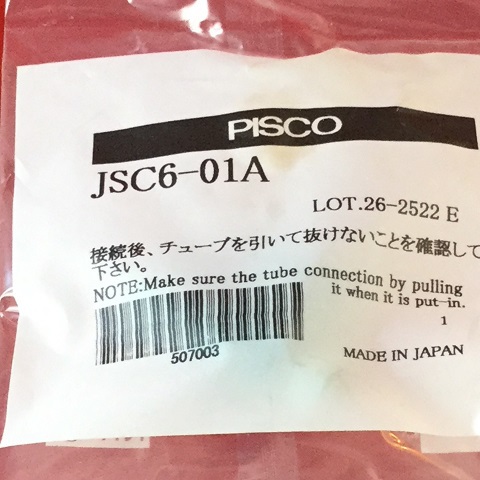 PISCO
JSC6-01A
LOT.26-2522 E
接続後、チューブを引いて抜けないことを確認して
下さい。
NOTE:Make sure the tube connection by pulling
it when it is put-in.
1
507003
MADE IN JAPAN